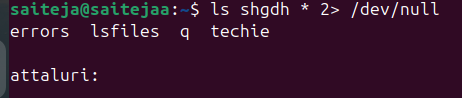 saiteja@saitejaa:~$ ls shgdh * 2> /dev/null
errors  lsfiles  q  techie
attaluri: